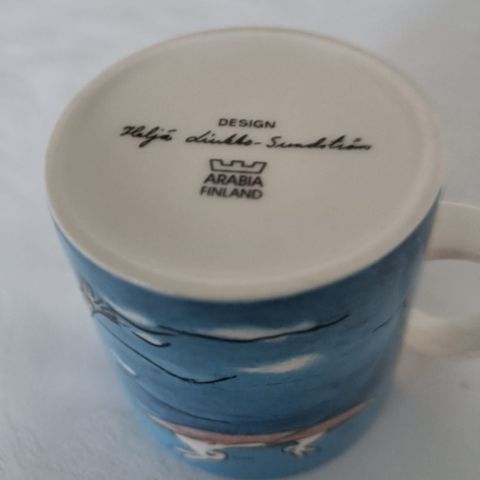 DESIGN
Heljä Liukko-Sundström
ARABIA
FINLAND